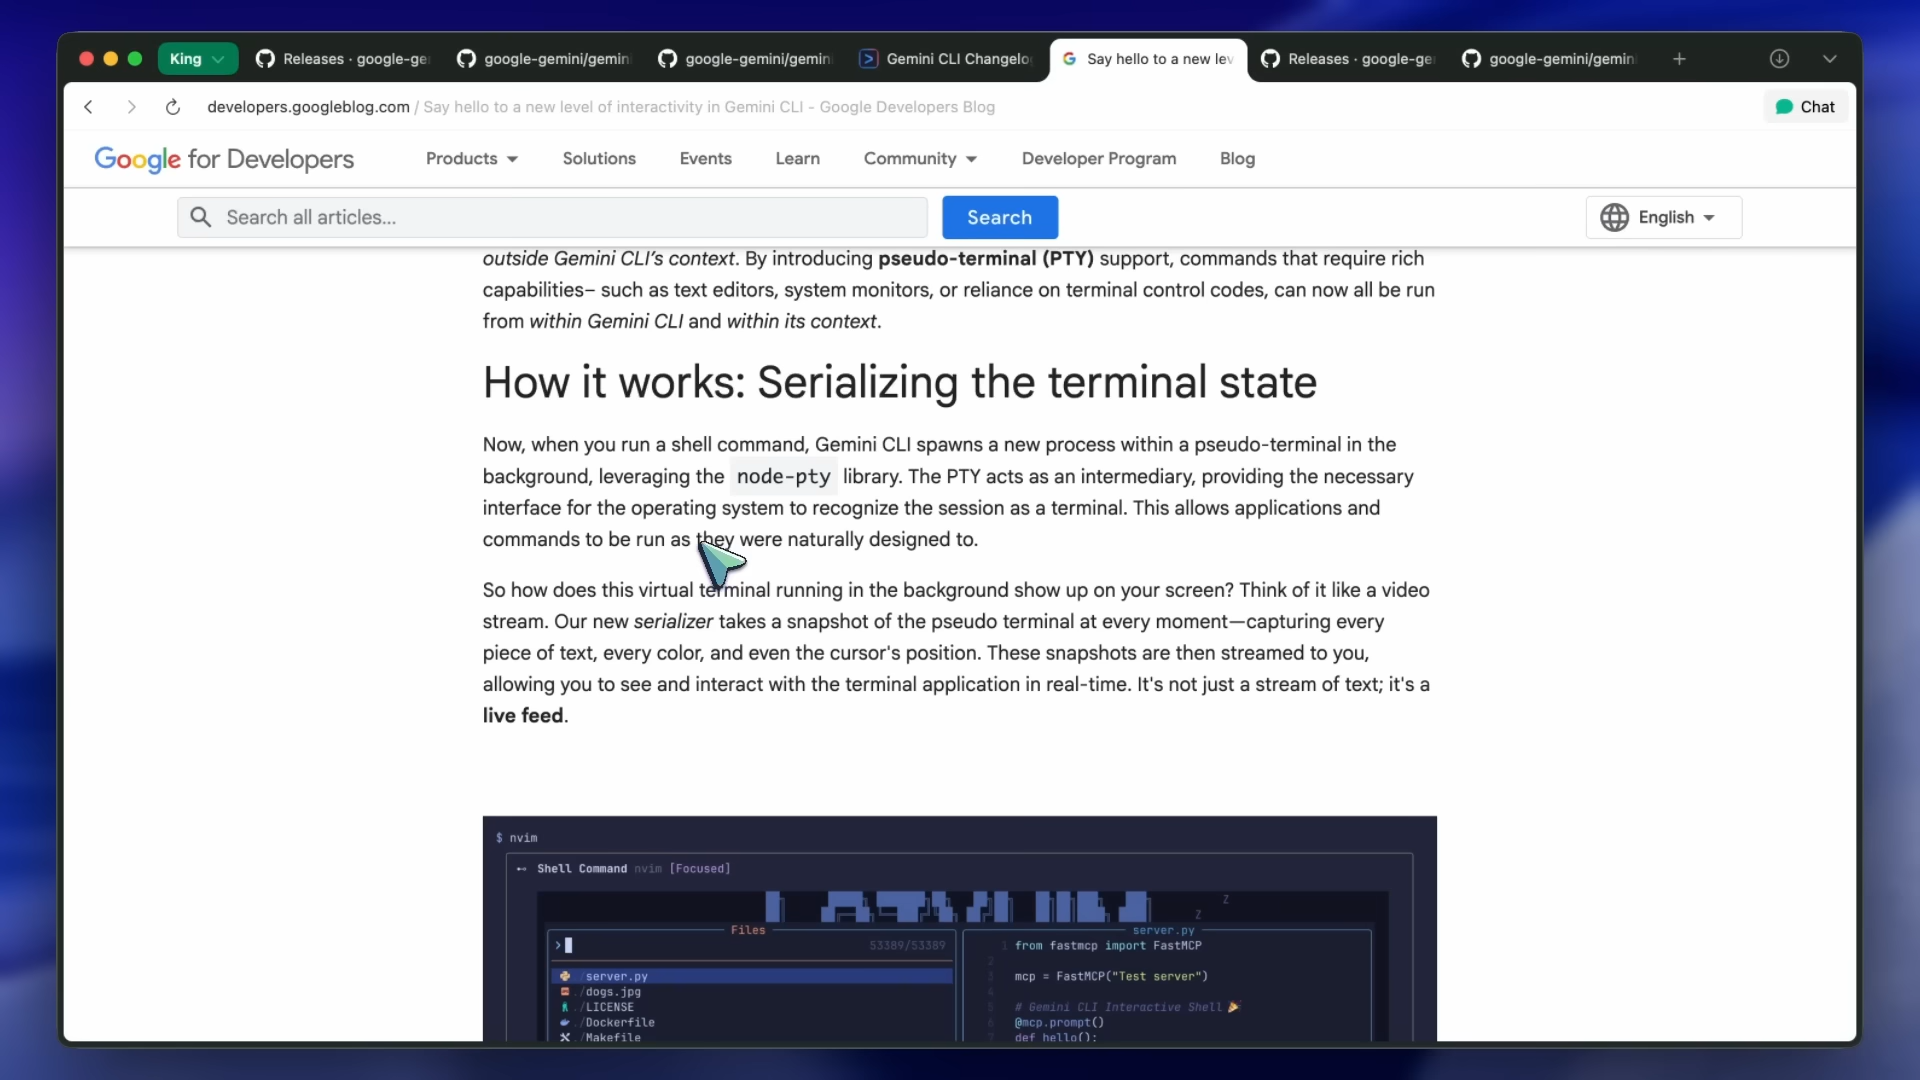 King
Releases · google-ge
google-gemini/gemini
google-gemini/gemini
Gemini CLI Changelo
Say hello to a new lev
Releases · google-ge
google-gemini/gemin
developers.googleblog.com / Say hello to a new level of interactivity in Gemini CLI - Google Developers Blog
Chat
Google for Developers
Products
Solutions
Events
Learn
Community
Developer Program
Blog
Search all articles...
Search
English
outside Gemini CLI's context. By introducing pseudo-terminal (PTY) support, commands that require rich
capabilities– such as text editors, system monitors, or reliance on terminal control codes, can now all be run
from within Gemini CLI and within its context.
How it works: Serializing the terminal state
Now, when you run a shell command, Gemini CLI spawns a new process within a pseudo-terminal in the
background, leveraging the node-pty library. The PTY acts as an intermediary, providing the necessary
interface for the operating system to recognize the session as a terminal. This allows applications and
commands to be run as they were naturally designed to.
So how does this virtual terminal running in the background show up on your screen? Think of it like a video
stream. Our new serializer takes a snapshot of the pseudo terminal at every moment—capturing every
piece of text, every color, and even the cursor's position. These snapshots are then streamed to you,
allowing you to see and interact with the terminal application in real-time. It's not just a stream of text; it's a
live feed.
$ nvim
Shell Command nvim [Focused]
Z
Z
Files
> 53389/53389
./server.py
./dogs.jpg
./LICENSE
./Dockerfile
./Makefile
server.py
1 from fastmcp import FastMCP
2
3 mcp = FastMCP("Test server")
4
5 # Gemini CLI Interactive Shell 🎉
6 @mcp.prompt()
7 def hello():